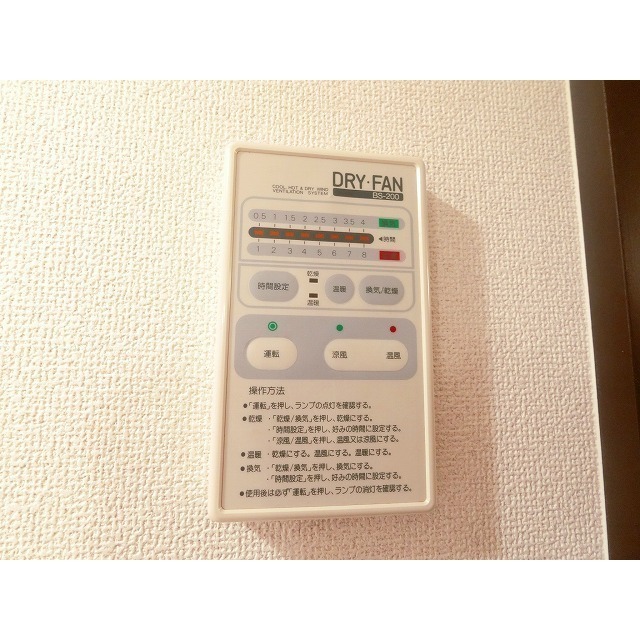 DRY・FAN
COOL, HOT & DRY WIND
VENTILATION SYSTEM
BS-200
0.5 1 1.5 2 2.5 3 3.5 4
◀時間
1 2 3 4 5 6 7 8
乾燥
時間設定 温暖 換気/乾燥
温暖
運転 涼風 温風
操作方法
●「運転」を押し、ランプの点灯を確認する。
●乾燥・「乾燥/換気」を押し、乾燥にする。
・「時間設定」を押し、好みの時間に設定する。
・「涼風/温風」を押し、温風又は涼風にする。
●温暖・乾燥にする。温風にする。温暖にする。
●換気・「乾燥/換気」を押し、換気にする。
・「時間設定」を押し、好みの時間に設定する。
●使用後は必ず「運転」を押し、ランプの消灯を確認する。